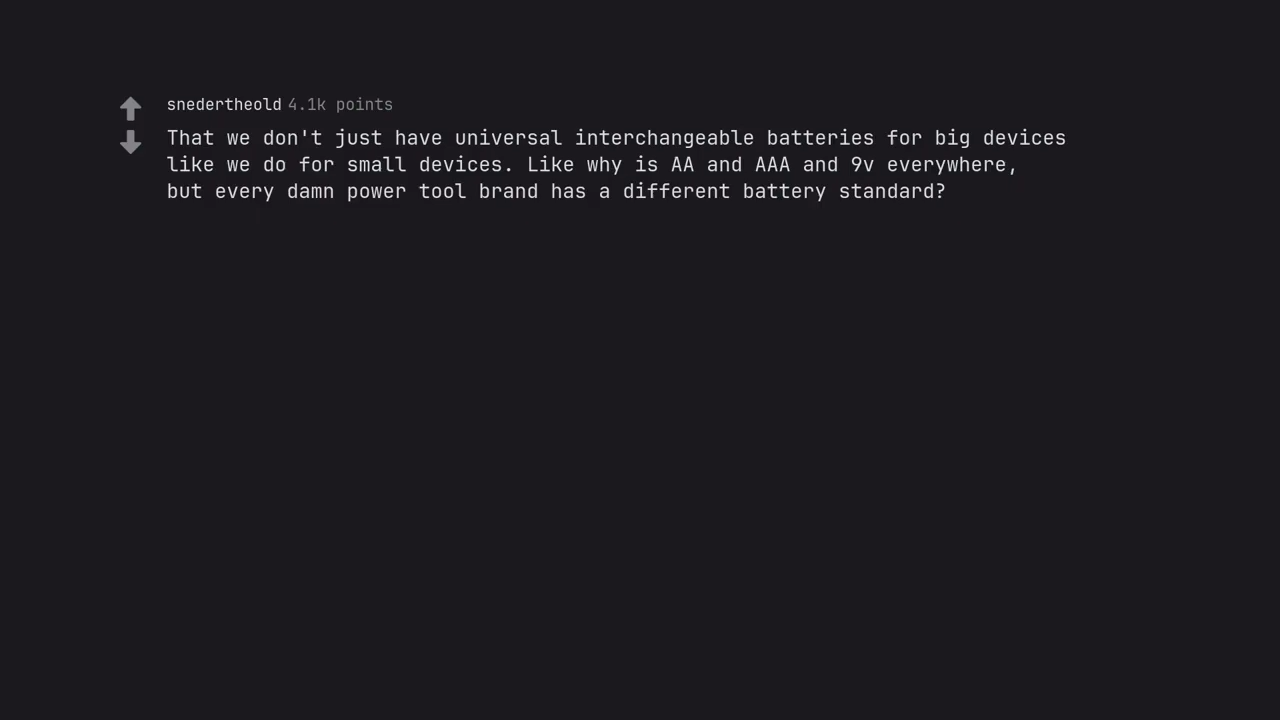 snedertheold 4.1k points
That we don't just have universal interchangeable batteries for big devices
like we do for small devices. Like why is AA and AAA and 9v everywhere,
but every damn power tool brand has a different battery standard?